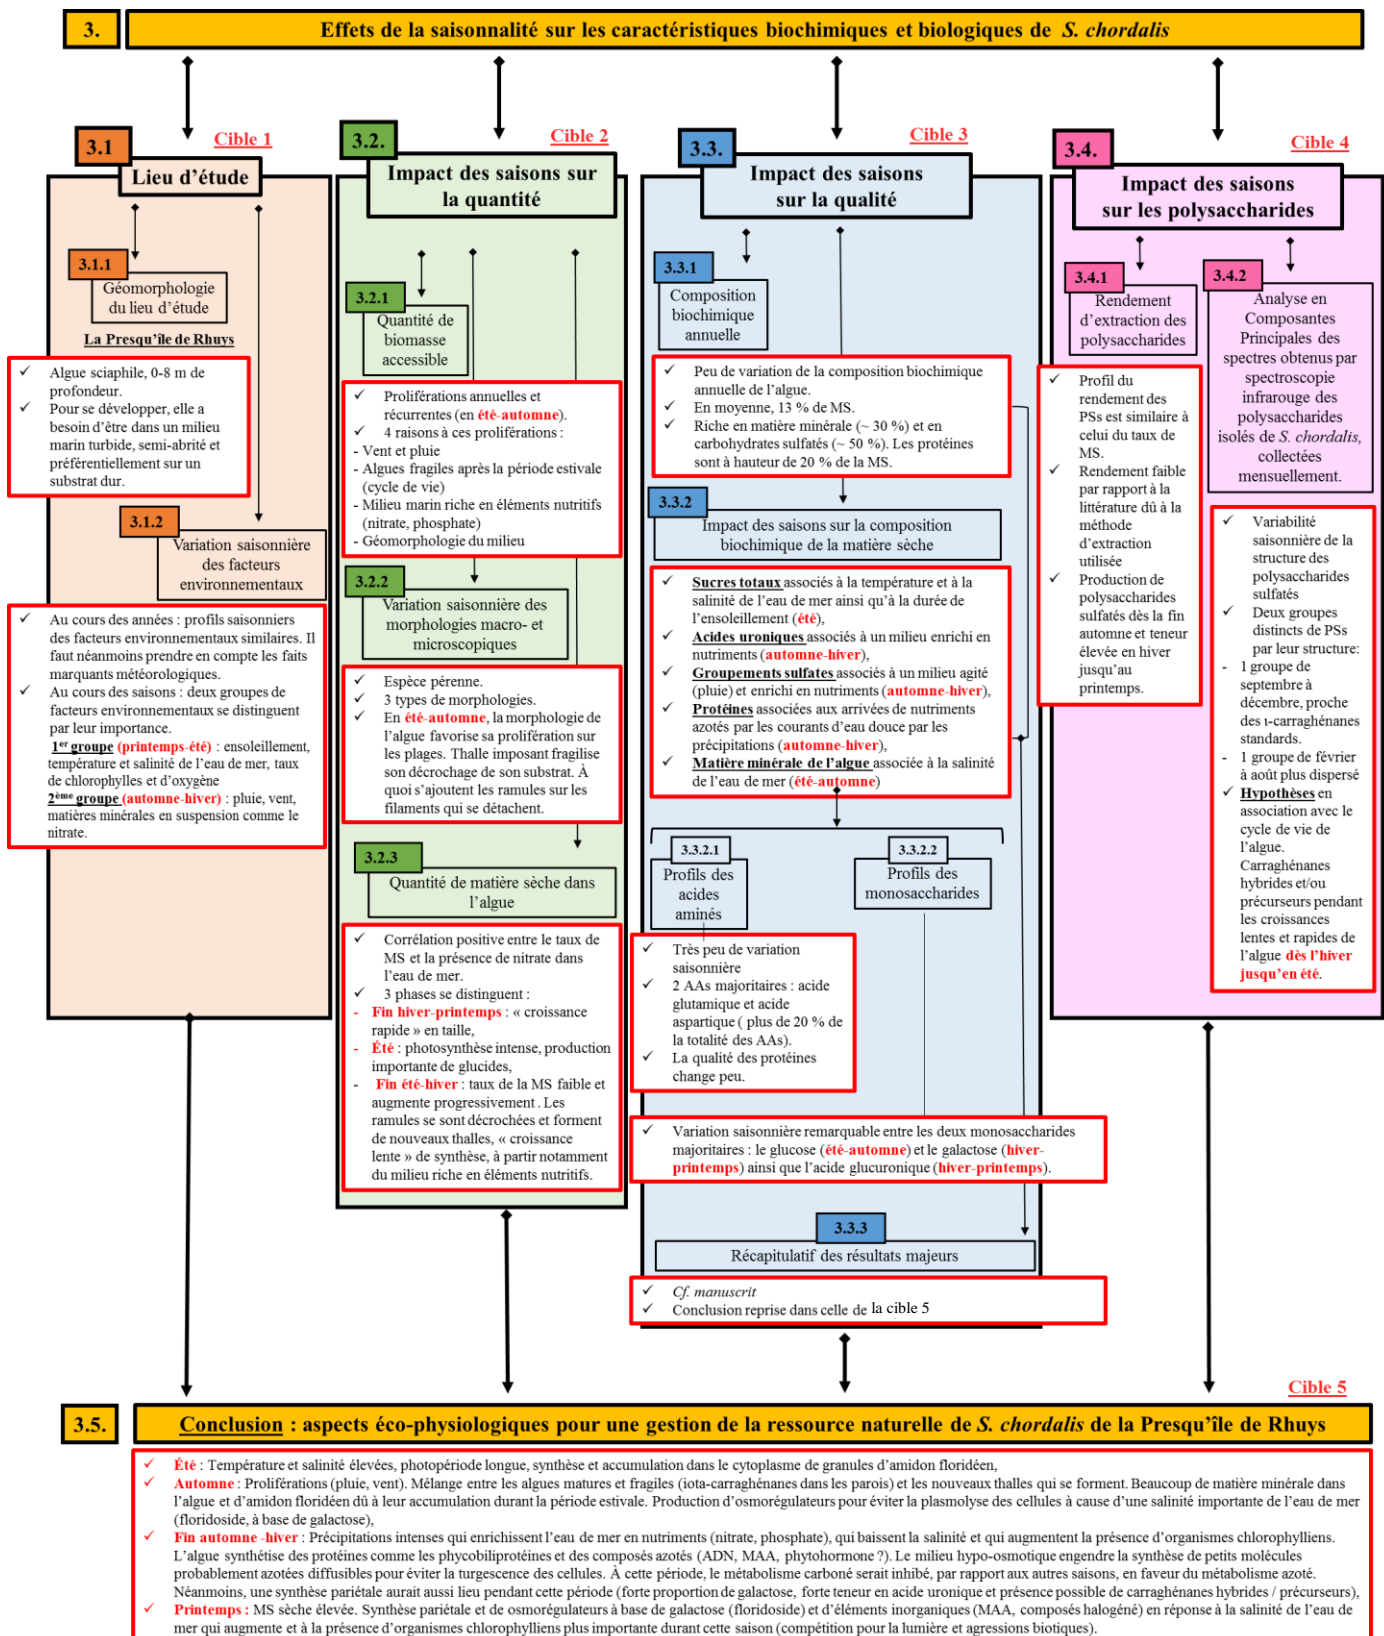 3.
Effets de la saisonnalité sur les caractéristiques biochimiques et biologiques de S. chordalis
Cible 1
3.1
Lieu d'étude
3.1.1
Géomorphologie
du lieu d'étude
La Presqu'île de Rhuys
✓ Algue sciaphile, 0-8 m de
profondeur.
✓ Pour se développer, elle a
besoin d'être dans un milieu
marin turbide, semi-abrité et
préférentiellement sur un
substrat dur.
3.1.2
Variation saisonnière
des facteurs
environnementaux
✓ Au cours des années : profils saisonniers
des facteurs environnementaux similaires. Il
faut néanmoins prendre en compte les faits
marquants météorologiques.
✓ Au cours des saisons : deux groupes de
facteurs environnementaux se distinguent
par leur importance.
1er groupe (printemps-été) : ensoleillement,
température et salinité de l'eau de mer, taux
de chlorophylles et d'oxygène
2ème groupe (automne-hiver) : pluie, vent,
matières minérales en suspension comme le
nitrate.
Cible 2
3.2.
Impact des saisons sur
la quantité
3.2.1
Quantité de
biomasse
accessible
✓ Proliférations annuelles et
récurrentes (en été-automne).
✓ 4 raisons à ces proliférations :
- Vent et pluie
- Algues fragiles après la période estivale
(cycle de vie)
- Milieu marin riche en éléments nutritifs
(nitrate, phosphate)
- Géomorphologie du milieu
3.2.2
Variation saisonnière des
morphologies macro- et
microscopiques
✓ Espèce pérenne.
✓ 3 types de morphologies.
✓ En été-automne, la morphologie de
l'algue favorise sa prolifération sur
les plages. Thalle imposant fragilise
son décrochage de son substrat. À
quoi s'ajoutent les ramules sur les
filaments qui se détachent.
3.2.3
Quantité de matière sèche dans
l'algue
✓ Corrélation positive entre le taux de
MS et la présence de nitrate dans
l'eau de mer.
✓ 3 phases se distinguent :
- Fin hiver-printemps : « croissance
rapide » en taille,
- Été : photosynthèse intense, production
importante de glucides,
- Fin été-hiver : taux de la MS faible et
augmente progressivement . Les
ramules se sont décrochées et forment
de nouveaux thalles, « croissance
lente » de synthèse, à partir notamment
du milieu riche en éléments nutritifs.
Cible 3
3.3.
Impact des saisons
sur la qualité
3.3.1
Composition
biochimique
annuelle
✓ Peu de variation de la composition biochimique
annuelle de l'algue.
✓ En moyenne, 13 % de MS.
✓ Riche en matière minérale (~ 30 %) et en
carbohydrates sulfatés (~ 50 %). Les protéines
sont à hauteur de 20 % de la MS.
3.3.2
Impact des saisons sur la composition
biochimique de la matière sèche
✓ Sucres totaux associés à la température et à la
salinité de l'eau de mer ainsi qu'à la durée de
l'ensoleillement (été),
✓ Acides uroniques associés à un milieu enrichi en
nutriments (automne-hiver),
✓ Groupements sulfates associés à un milieu agité
(pluie) et enrichi en nutriments (automne-hiver),
✓ Protéines associées aux arrivées de nutriments
azotés par les courants d'eau douce par les
précipitations (automne-hiver),
✓ Matière minérale de l'algue associée à la salinité
de l'eau de mer (été-automne)
3.3.2.1
Profils des
acides
aminés
3.3.2.2
Profils des
monosaccharides
✓ Très peu de variation
saisonnière
✓ 2 AAs majoritaires : acide
glutamique et acide
aspartique ( plus de 20 % de
la totalité des AAs).
✓ La qualité des protéines
change peu.
✓ Variation saisonnière remarquable entre les deux monosaccharides
majoritaires : le glucose (été-automne) et le galactose (hiver-
printemps) ainsi que l'acide glucuronique (hiver-printemps).
3.3.3
Récapitulatif des résultats majeurs
✓ Cf. manuscrit
✓ Conclusion reprise dans celle de la cible 5
Cible 4
3.4.
Impact des saisons
sur les polysaccharides
3.4.1
Rendement
d'extraction des
polysaccharides
✓ Profil du
rendement des
PSs est similaire à
celui du taux de
MS.
✓ Rendement faible
par rapport à la
littérature dû à la
méthode
d'extraction
utilisée
✓ Production de
polysaccharides
sulfatés dès la fin
automne et teneur
élevée en hiver
jusqu'au
printemps.
3.4.2
Analyse en
Composantes
Principales des
spectres obtenus par
spectroscopie
infrarouge des
polysaccharides
isolés de S. chordalis,
collectées
mensuellement.
✓ Variabilité
saisonnière de la
structure des
polysaccharides
sulfatés
✓ Deux groupes
distincts de PSs
par leur structure:
- 1 groupe de
septembre à
décembre, proche
des ι-carraghénanes
standards.
- 1 groupe de février
à août plus dispersé
✓ Hypothèses en
association avec le
cycle de vie de
l'algue.
Carraghénanes
hybrides et/ou
précurseurs pendant
les croissances
lentes et rapides de
l'algue dès l'hiver
jusqu'en été.
Cible 5
3.5.
Conclusion : aspects éco-physiologiques pour une gestion de la ressource naturelle de S. chordalis de la Presqu'île de Rhuys
✓ Été : Température et salinité élevées, photopériode longue, synthèse et accumulation dans le cytoplasme de granules d'amidon floridéen,
✓ Automne : Proliférations (pluie, vent). Mélange entre les algues matures et fragiles (iota-carraghénanes dans les parois) et les nouveaux thalles qui se forment. Beaucoup de matière minérale dans
l'algue et d'amidon floridéen dû à leur accumulation durant la période estivale. Production d'osmorégulateurs pour éviter la plasmolyse des cellules à cause d'une salinité importante de l'eau de mer
(floridoside, à base de galactose),
✓ Fin automne -hiver : Précipitations intenses qui enrichissent l'eau de mer en nutriments (nitrate, phosphate), qui baissent la salinité et qui augmentent la présence d'organismes chlorophylliens.
L'algue synthétise des protéines comme les phycobiliprotéines et des composés azotés (ADN, MAA, phytohormone ?). Le milieu hypo-osmotique engendre la synthèse de petits molécules
probablement azotées diffusibles pour éviter la turgescence des cellules. À cette période, le métabolisme carboné serait inhibé, par rapport aux autres saisons, en faveur du métabolisme azoté.
Néanmoins, une synthèse pariétale aurait aussi lieu pendant cette période (forte proportion de galactose, forte teneur en acide uronique et présence possible de carraghénanes hybrides / précurseurs),
✓ Printemps : MS sèche élevée. Synthèse pariétale et de osmorégulateurs à base de galactose (floridoside) et d'éléments inorganiques (MAA, composés halogéné) en réponse à la salinité de l'eau de
mer qui augmente et à la présence d'organismes chlorophylliens plus importante durant cette saison (compétition pour la lumière et agressions biotiques).